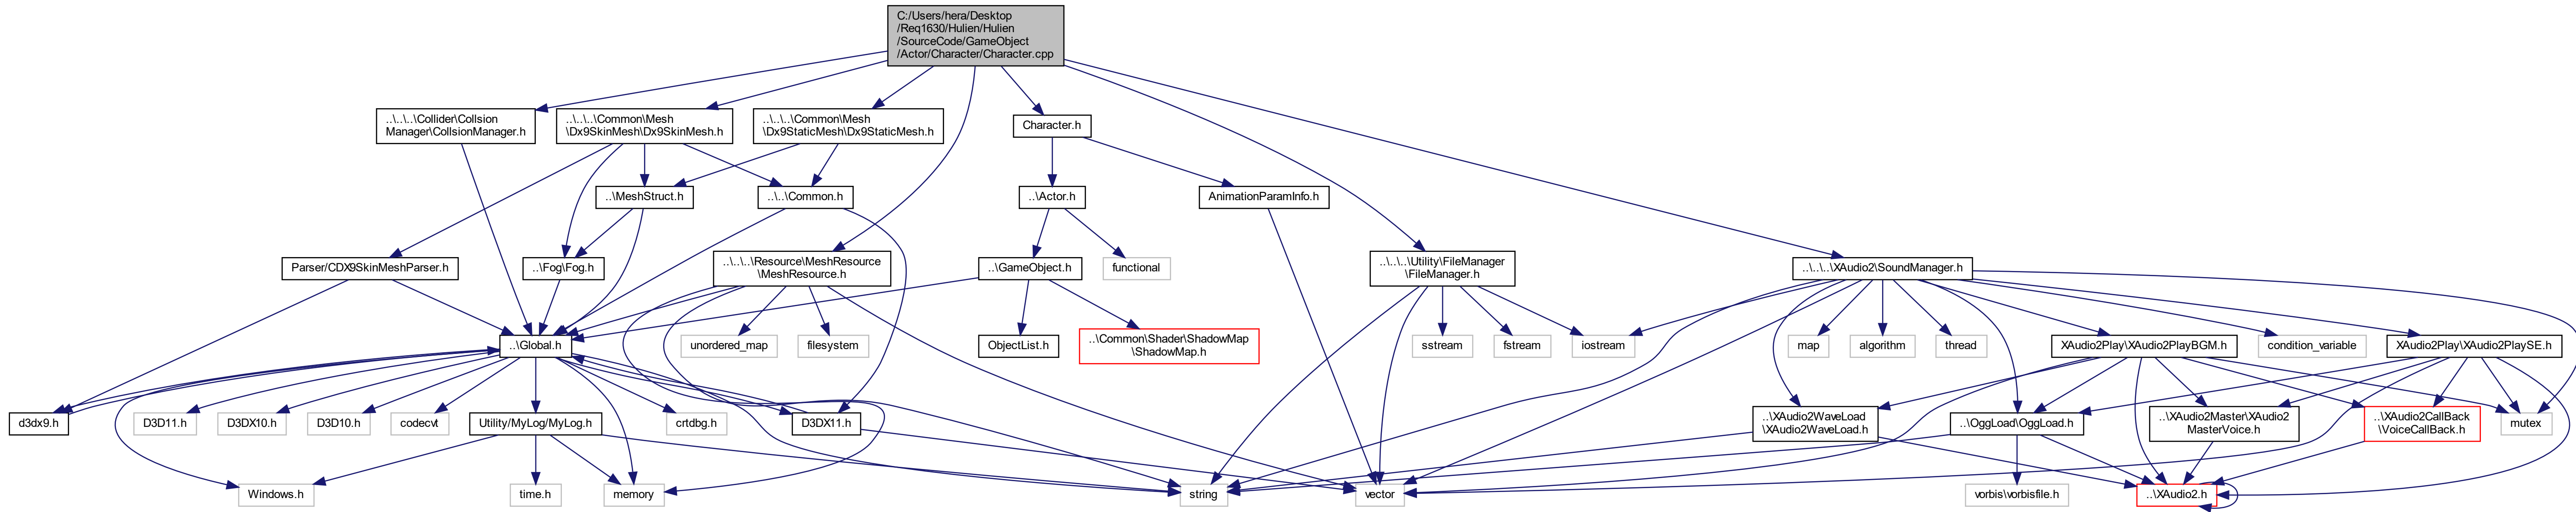 C:/Users/hera/Desktop
/Req1630/Hulien/Hulien
/SourceCode/GameObject
/Actor/Character/Character.cpp
..\..\..\Collider\Collsion
Manager\CollsionManager.h
..\..\..\Common\Mesh
\Dx9SkinMesh\Dx9SkinMesh.h
..\..\..\Common\Mesh
\Dx9StaticMesh\Dx9StaticMesh.h
Character.h
..\MeshStruct.h
..\..\Common.h
..\Actor.h
AnimationParamInfo.h
Parser/CDX9SkinMeshParser.h
..\Fog\Fog.h
..\..\..\Resource\MeshResource
\MeshResource.h
..\GameObject.h
functional
..\..\..\Utility\FileManager
\FileManager.h
..\..\..\XAudio2\SoundManager.h
..\Global.h
unordered_map
filesystem
ObjectList.h
..\Common\Shader\ShadowMap
\ShadowMap.h
sstream
fstream
iostream
map
algorithm
thread
XAudio2Play\XAudio2PlayBGM.h
condition_variable
XAudio2Play\XAudio2PlaySE.h
d3dx9.h
D3D11.h
D3DX10.h
D3D10.h
codecvt
Utility/MyLog/MyLog.h
crtdbg.h
D3DX11.h
..\XAudio2WaveLoad
\XAudio2WaveLoad.h
..\OggLoad\OggLoad.h
..\XAudio2Master\XAudio2
MasterVoice.h
..\XAudio2CallBack
\VoiceCallBack.h
mutex
Windows.h
time.h
memory
string
vector
vorbis\vorbisfile.h
..\XAudio2.h